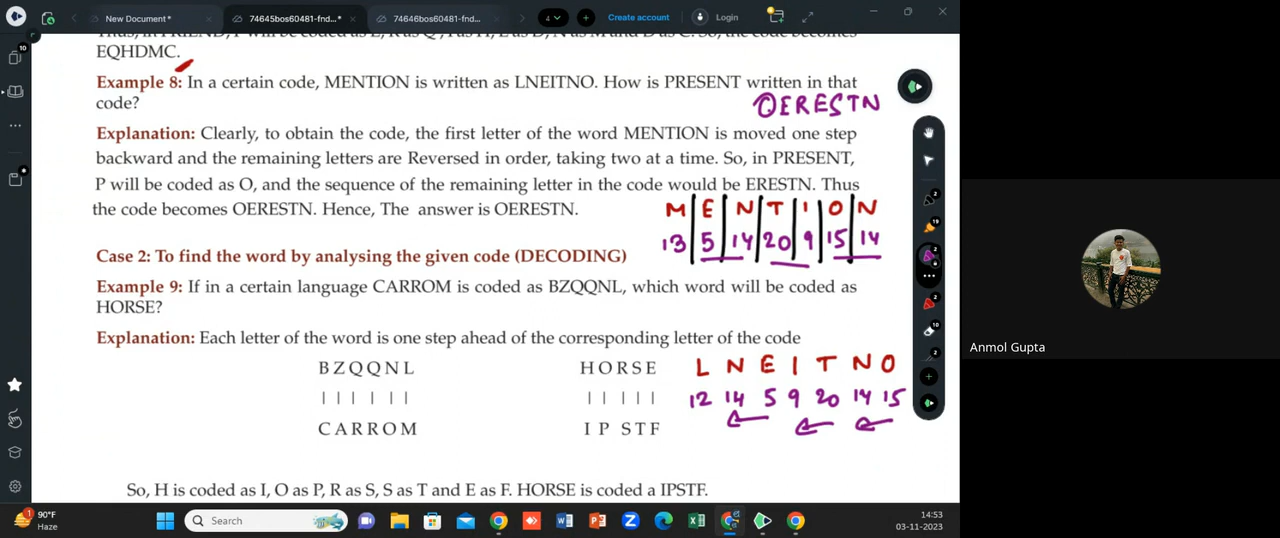 New Document*
74645bos60481-fnd...*
74646bos60481-fnd...
4
Create account
Login
EQHDMC.
Example 8: In a certain code, MENTION is written as LNEITNO. How is PRESENT written in that
code?
OERESTN
Explanation: Clearly, to obtain the code, the first letter of the word MENTION is moved one step
backward and the remaining letters are Reversed in order, taking two at a time. So, in PRESENT,
P will be coded as O, and the sequence of the remaining letter in the code would be ERESTN. Thus
the code becomes OERESTN. Hence, The answer is OERESTN.
M E N T I O N
13 5 14 20 9 15 14
Case 2: To find the word by analysing the given code (DECODING)
Example 9: If in a certain language CARROM is coded as BZQQNL, which word will be coded as
HORSE?
Explanation: Each letter of the word is one step ahead of the corresponding letter of the code
B Z Q Q N L H O R S E
L N E I T N O
| | | | | | | | | | |
12 14 5 9 20 14 15
C A R R O M I P S T F
So, H is coded as I, O as P, R as S, S as T and E as F. HORSE is coded a IPSTF.
Anmol Gupta
90°F
Haze
Search
14:53
03-11-2023